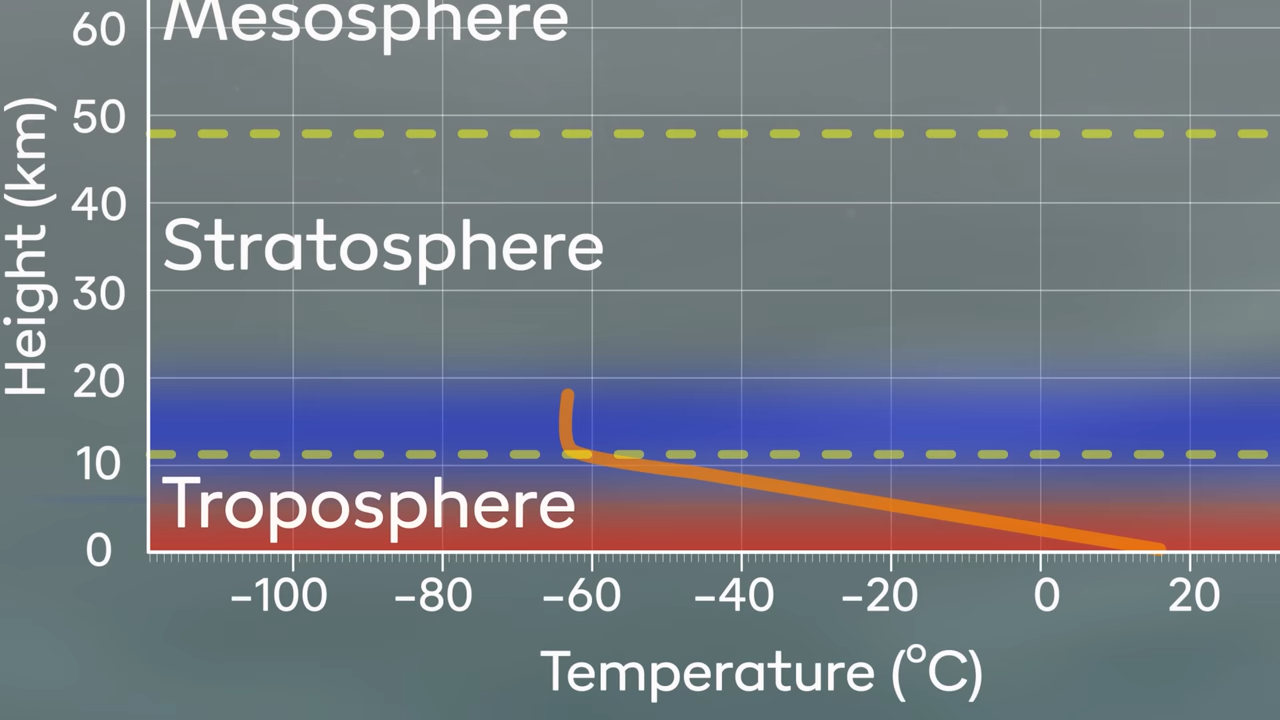 Mesosphere
60
50
40
30
20
10
0
Height (km)
Stratosphere
Troposphere
−100 −80 −60 −40 −20 0 20
Temperature (°C)